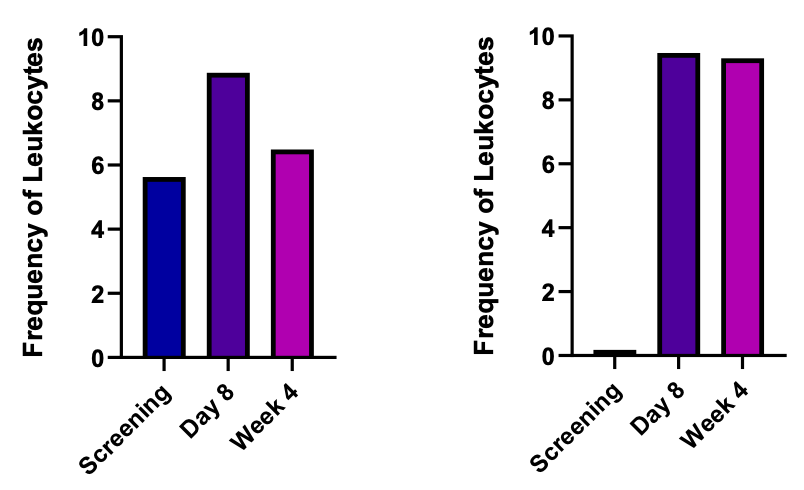 Frequency of Leukocytes
10
8
6
4
2
0
Screening
Day 8
Week 4
Frequency of Leukocytes
10
8
6
4
2
0
Screening
Day 8
Week 4